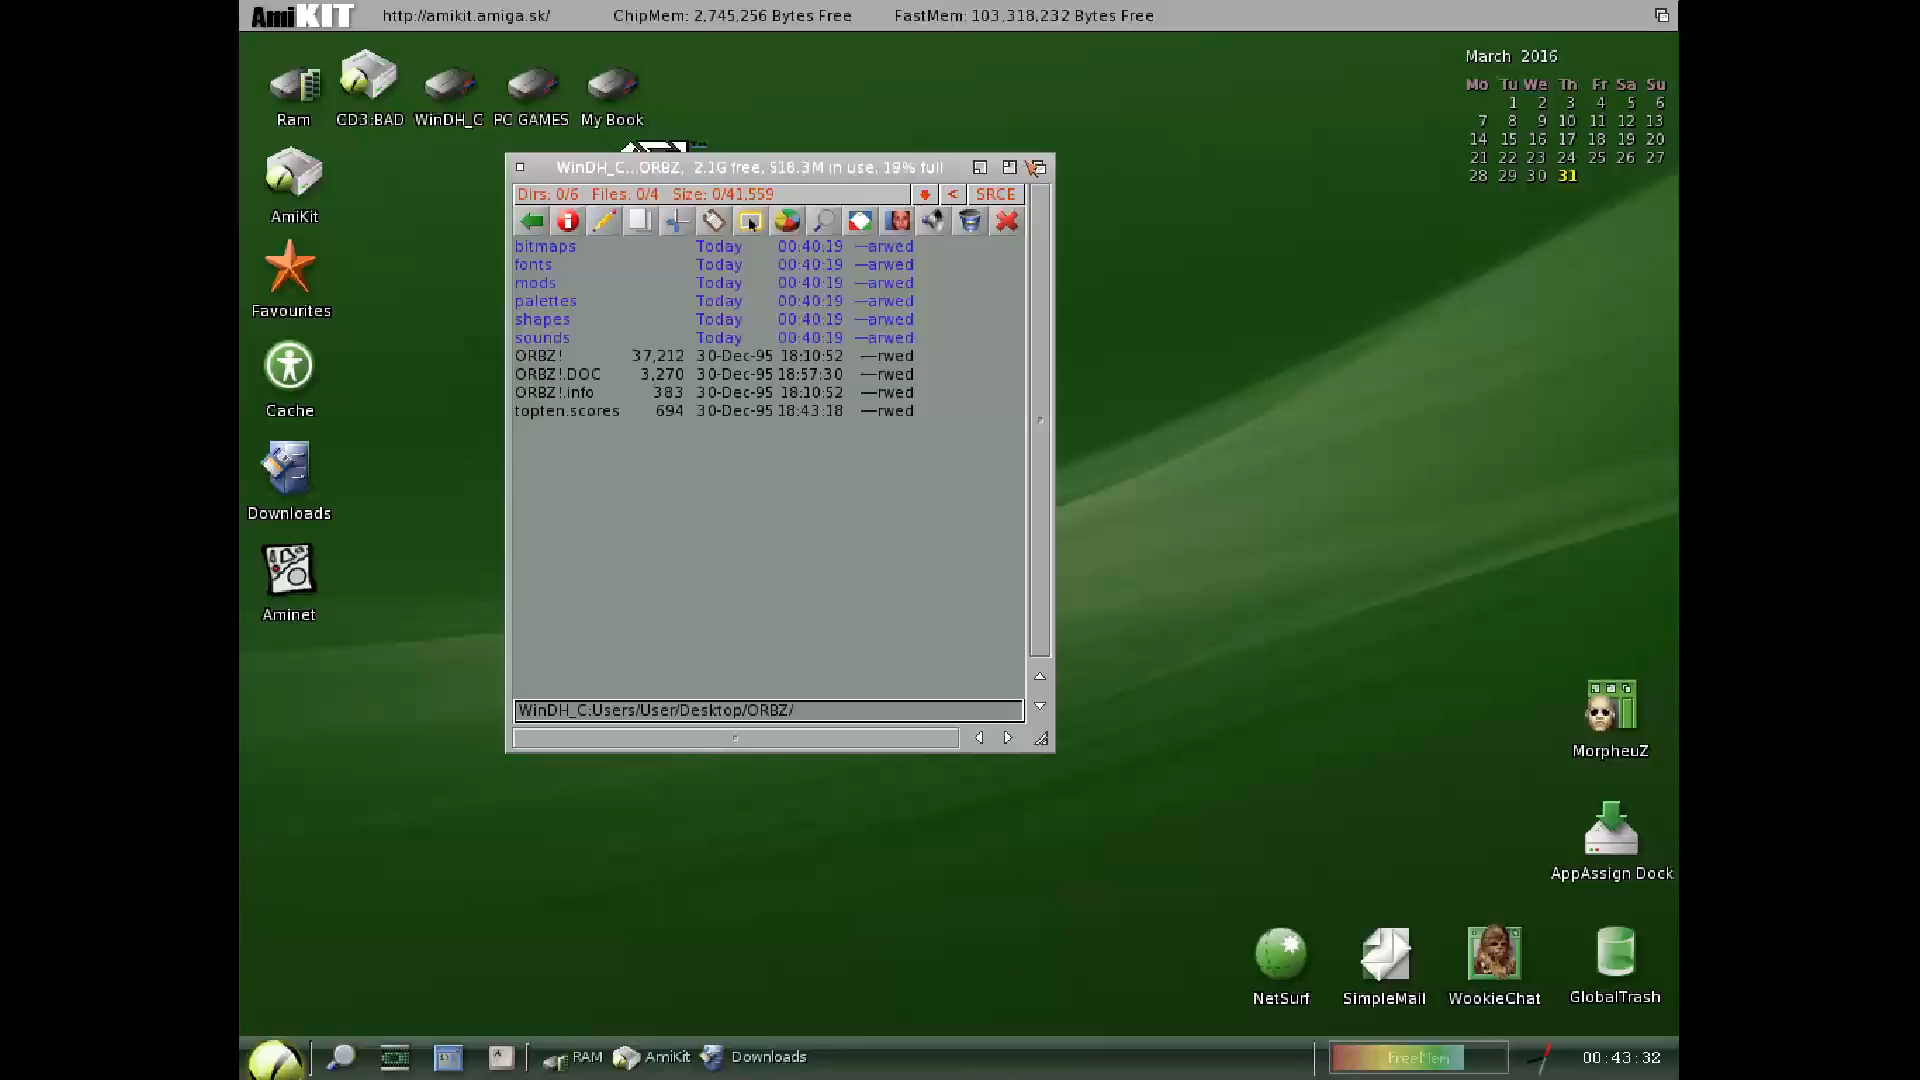 AmiKIT http://amikit.amiga.sk/ ChipMem: 2,745,256 Bytes Free FastMem: 103,318,232 Bytes Free
March 2016
Mo Tu We Th Fr Sa Su
1 2 3 4 5 6
7 8 9 10 11 12 13
14 15 16 17 18 19 20
21 22 23 24 25 26 27
28 29 30 31
Ram CD3:BAD WinDH_C PC GAMES My Book
AmiKit
Favourites
Cache
Downloads
Aminet
WinDH_C...ORBZ, 2.1G free, 518.3M in use, 19% full
Dirs: 0/6 Files: 0/4 Size: 0/41,559 < SRCE
bitmaps Today 00:40:19 —arwed
fonts Today 00:40:19 —arwed
mods Today 00:40:19 —arwed
palettes Today 00:40:19 —arwed
shapes Today 00:40:19 —arwed
sounds Today 00:40:19 —arwed
ORBZ! 37,212 30-Dec-95 18:10:52 —rwed
ORBZ!.DOC 3,270 30-Dec-95 18:57:30 —rwed
ORBZ!.info 383 30-Dec-95 18:10:52 —rwed
topten.scores 694 30-Dec-95 18:43:18 —rwed
WinDH_C:Users/User/Desktop/ORBZ/
MorpheuZ
AppAssign Dock
NetSurf SimpleMail WookieChat GlobalTrash
RAM AmiKit Downloads FreeMem 00:43:32